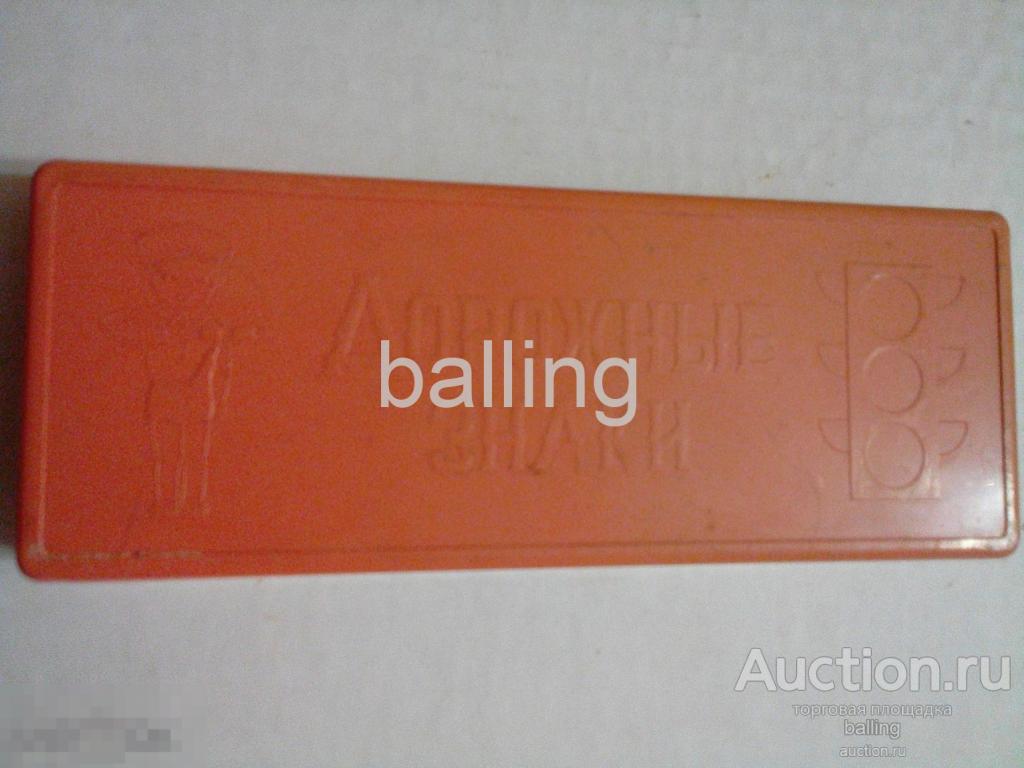 ДОРОЖНЫЕ
ЗНАКИ
balling
Auction.ru
торговая площадка
balling
auction.ru